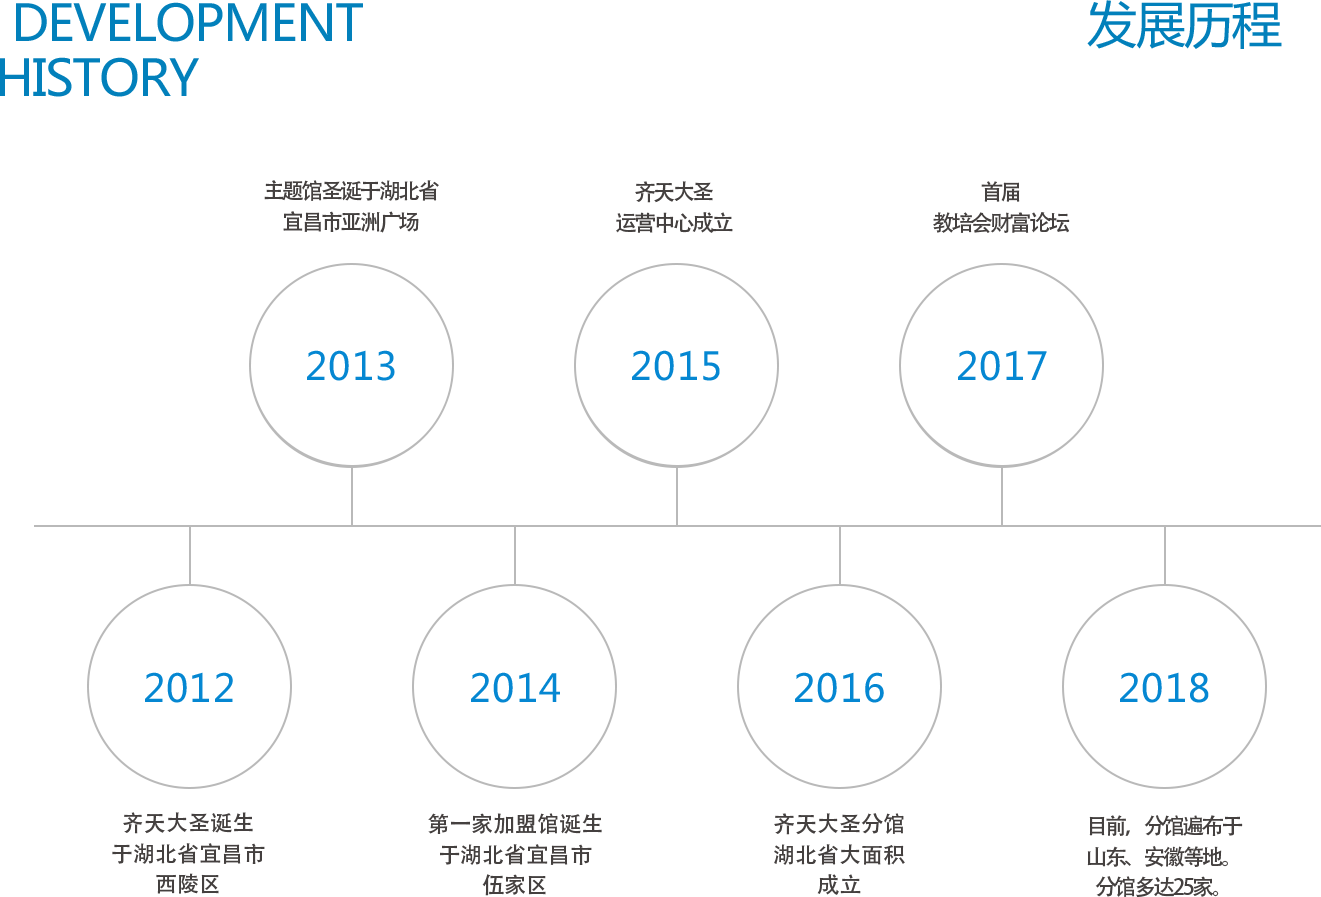 DEVELOPMENT
HISTORY
发展历程
主题馆圣诞于湖北省
宜昌市亚洲广场
2013
齐天大圣
运营中心成立
2015
首届
教培会财富论坛
2017
2012
齐天大圣诞生
于湖北省宜昌市
西陵区
2014
第一家加盟馆诞生
于湖北省宜昌市
伍家区
2016
齐天大圣分馆
湖北省大面积
成立
2018
目前，分馆遍布于
山东、安徽等地。
分馆多达25家。